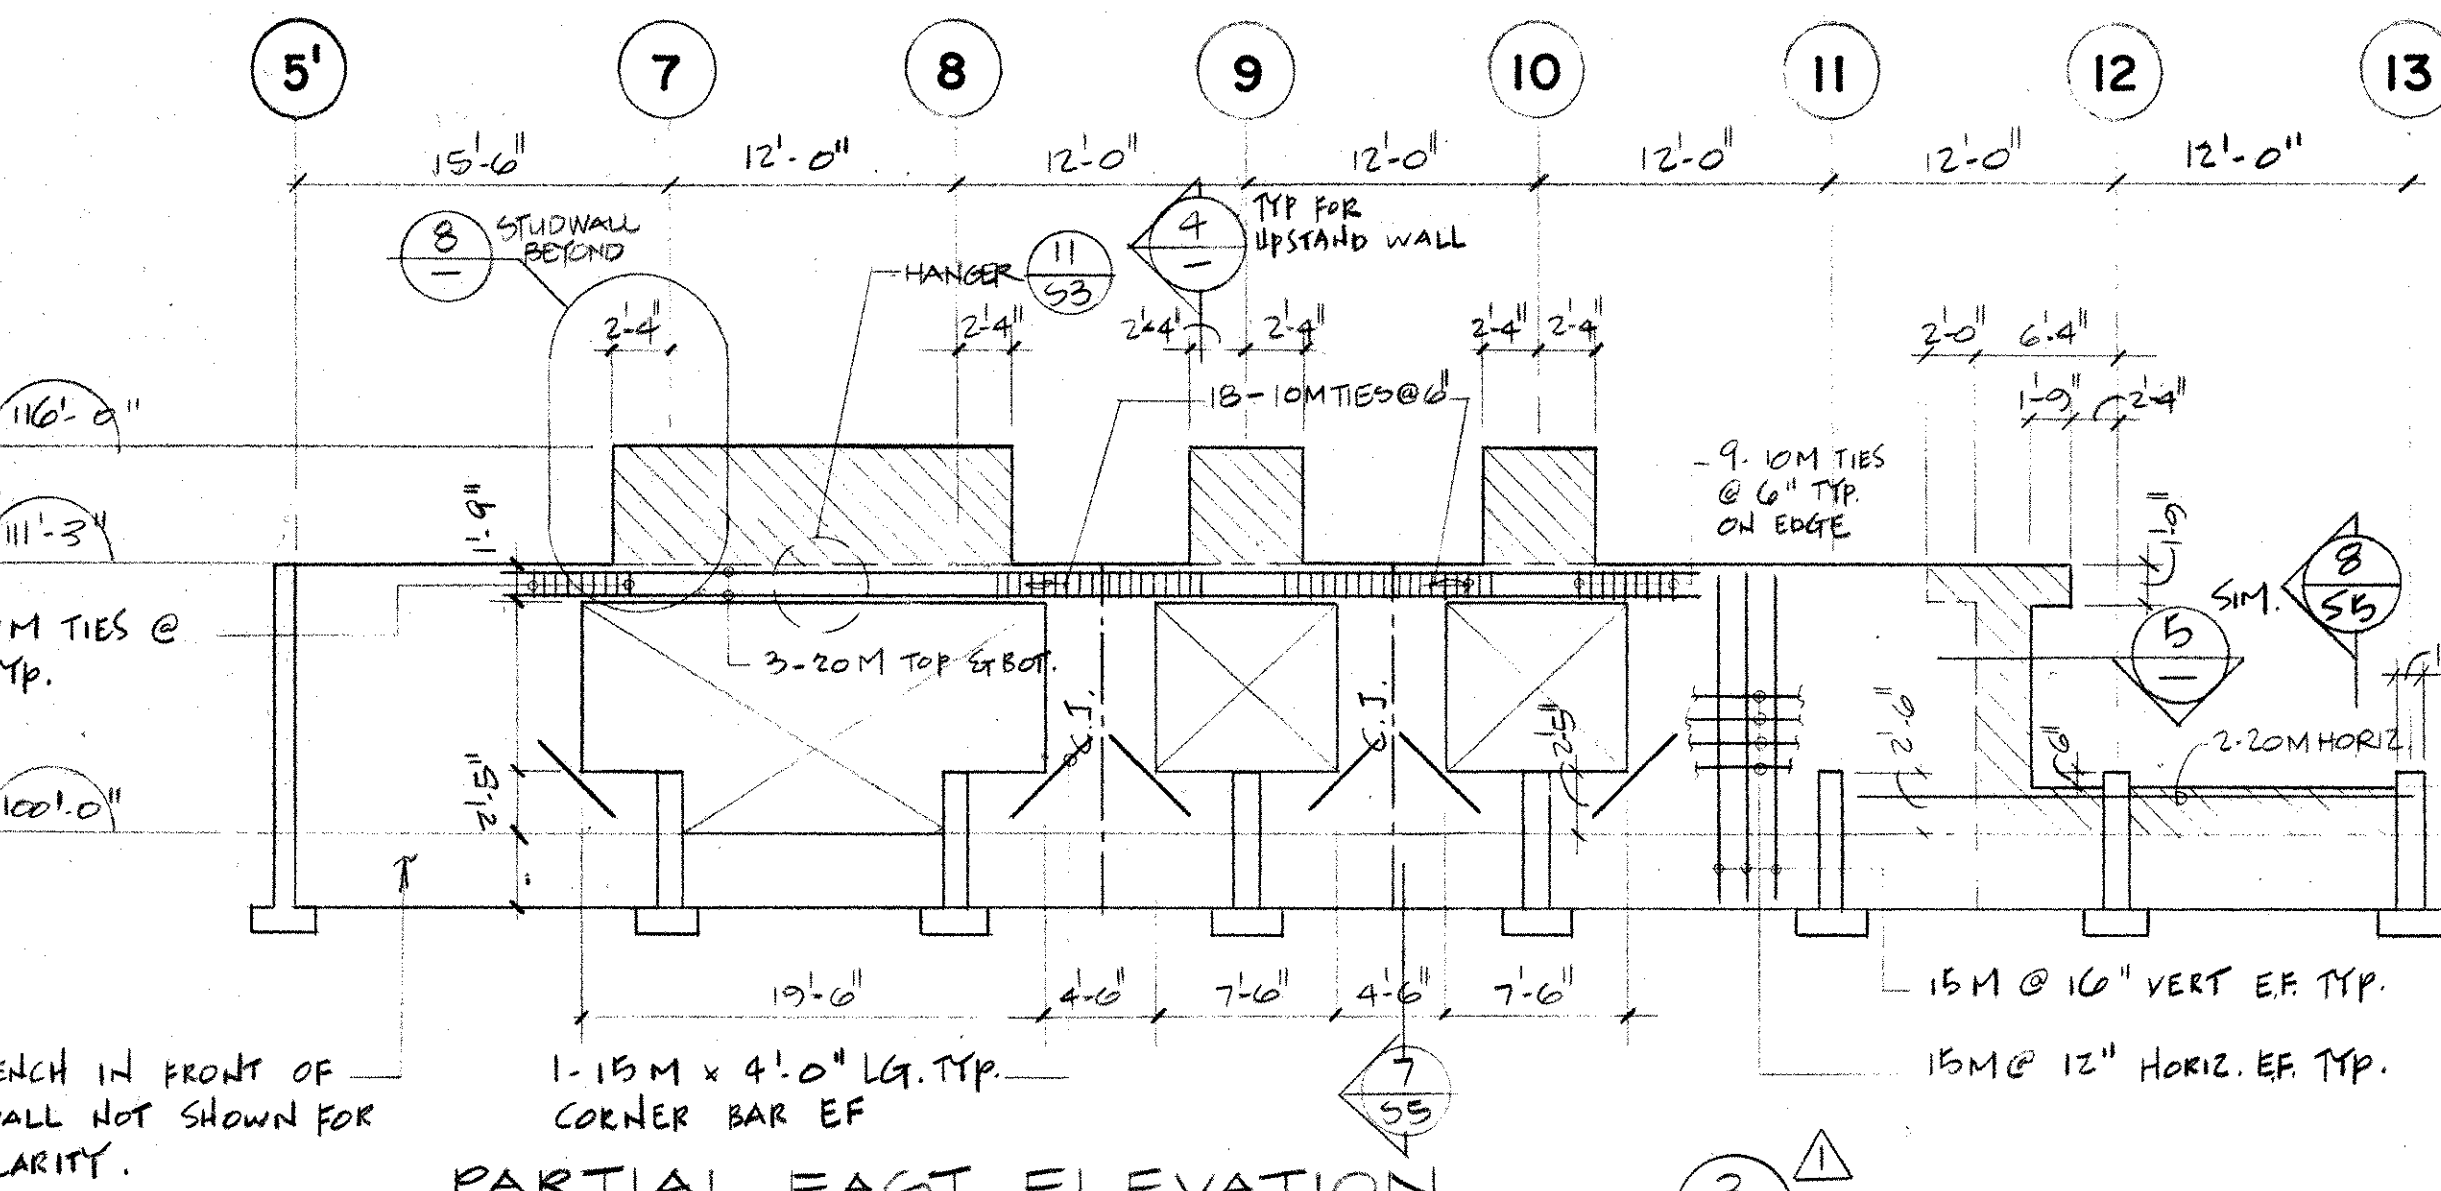 5' 7 8 9 10 11 12 13
15'-6" 12'-0" 12'-0" 12'-0" 12'-0" 12'-0" 12'-0"
8
—
STUDWALL
BEYOND
HANGER
11
S3
4
—
TYP FOR
UPSTAND WALL
2'-4" 2'-4" 2'-4" 2'-4" 2'-4" 2'-4" 2'-0" 6'-4"
1'-9" 2'-4"
18-10M TIES@6"
116'-0"
111'-3"
1'-9"
9-10M TIES
@ 6" TYP.
ON EDGE
1'-6"
SIM.
8
S5
5
—
M TIES @
YP.
3-20M TOP & BOT.
C.J.
C.J.
2'-5"
2'-6"
6"
2-20M HORIZ.
100'-0"
2'-5"
19'-6" 4'-6" 7'-6" 4'-6" 7'-6"
15M @ 16" VERT E.F. TYP.
15M@ 12" HORIZ. E.F. TYP.
ENCH IN FRONT OF
WALL NOT SHOWN FOR
LARITY.
1-15M x 4'-0" LG. TYP.
CORNER BAR EF
7
S5
PARTIAL EAST ELEVATION
1